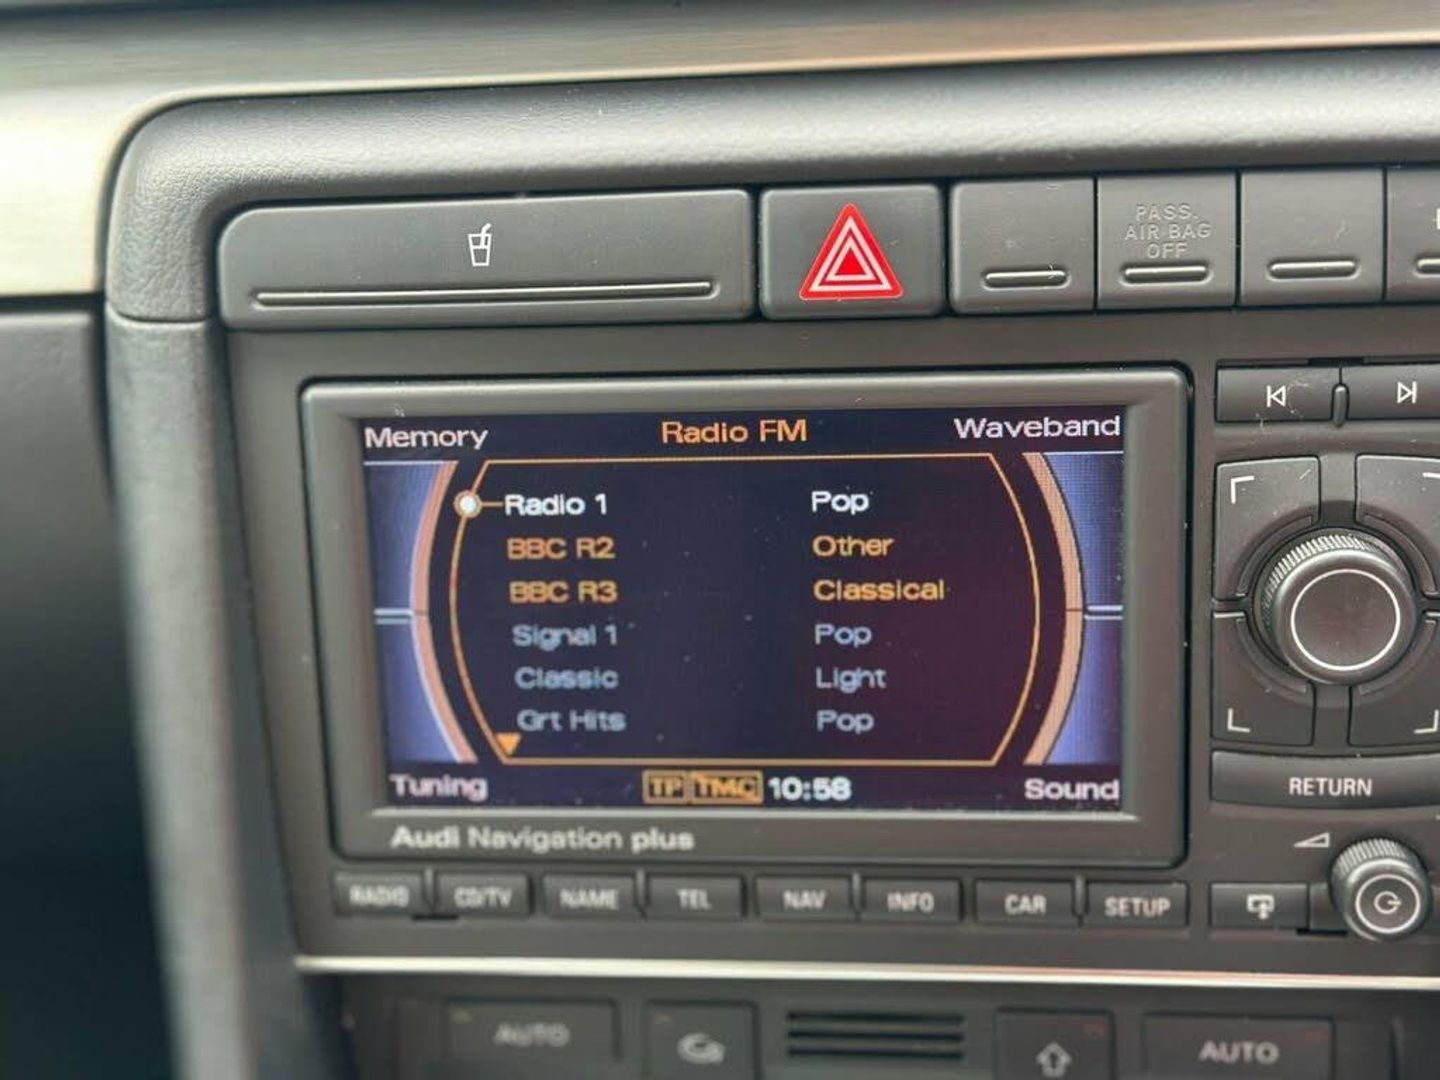 PASS.
AIR BAG
OFF
Memory Radio FM Waveband
Radio 1 Pop
BBC R2 Other
BBC R3 Classical
Signal 1 Pop
Classic Light
Grt Hits Pop
Tuning TP TMC 10:58 Sound
RETURN
Audi Navigation plus
RADIO CD/TV NAME TEL NAV INFO CAR SETUP
AUTO AUTO